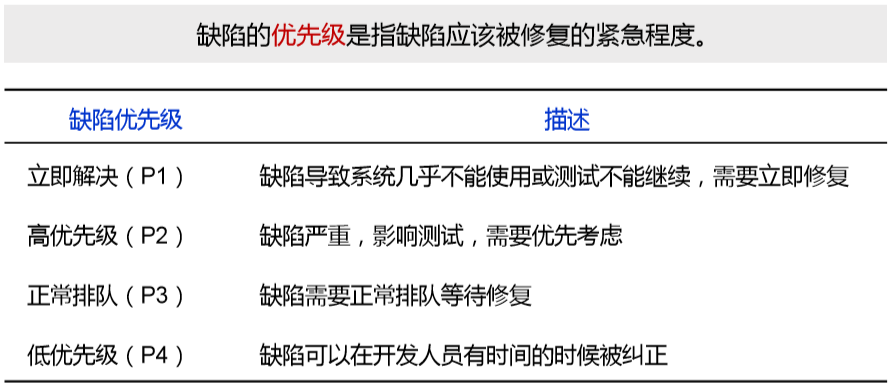 缺陷的优先级是指缺陷应该被修复的紧急程度。
缺陷优先级 描述
立即解决（P1） 缺陷导致系统几乎不能使用或测试不能继续，需要立即修复
高优先级（P2） 缺陷严重，影响测试，需要优先考虑
正常排队（P3） 缺陷需要正常排队等待修复
低优先级（P4） 缺陷可以在开发人员有时间的时候被纠正